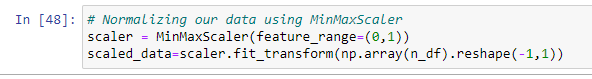 In [48]: # Normalizing our data using MinMaxScaler
scaler = MinMaxScaler(feature_range=(0,1))
scaled_data=scaler.fit_transform(np.array(n_df).reshape(-1,1))